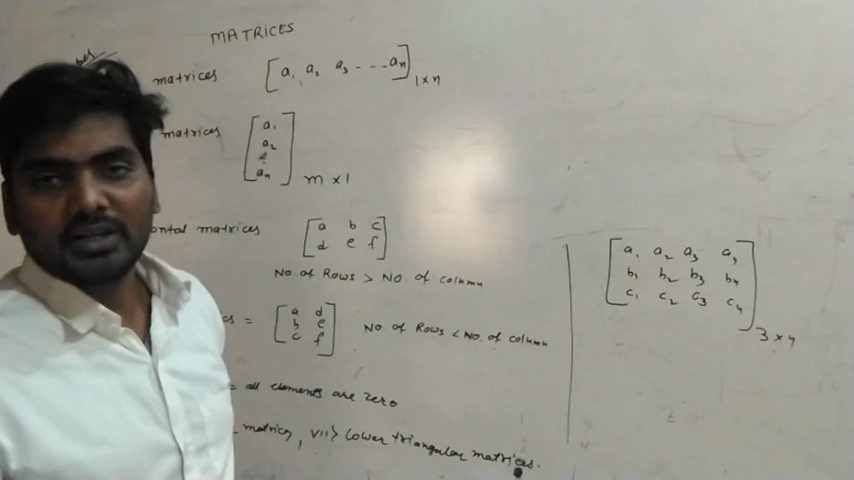 MATRICES
matrices [a₁ a₂ a₃ - - - aₙ] 1×n
matrices [a₁
a₂
aₙ] m×1
ontal matrices [a b c
d e f]
No of Rows > No of column
cs = [a d
b e
c f] No. of Rows < No. of column
= all elements are zero
matrices, vii> Lower triangular matrices.
[a₁ a₂ a₃ a₄
b₁ b₂ b₃ b₄
c₁ c₂ c₃ c₄] 3×4